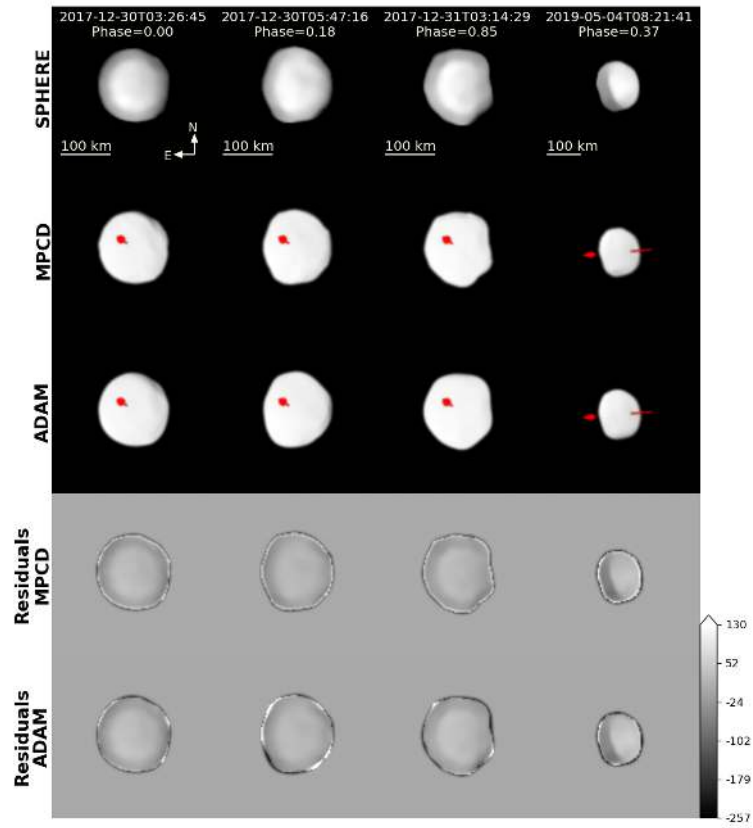 2017-12-30T03:26:45 2017-12-30T05:47:16 2017-12-31T03:14:29 2019-05-04T08:21:41
Phase=0.00 Phase=0.18 Phase=0.85 Phase=0.37
SPHERE
N
E
100 km 100 km 100 km 100 km
MPCD
ADAM
Residuals
MPCD
Residuals
ADAM
130
52
-24
-102
-179
-257